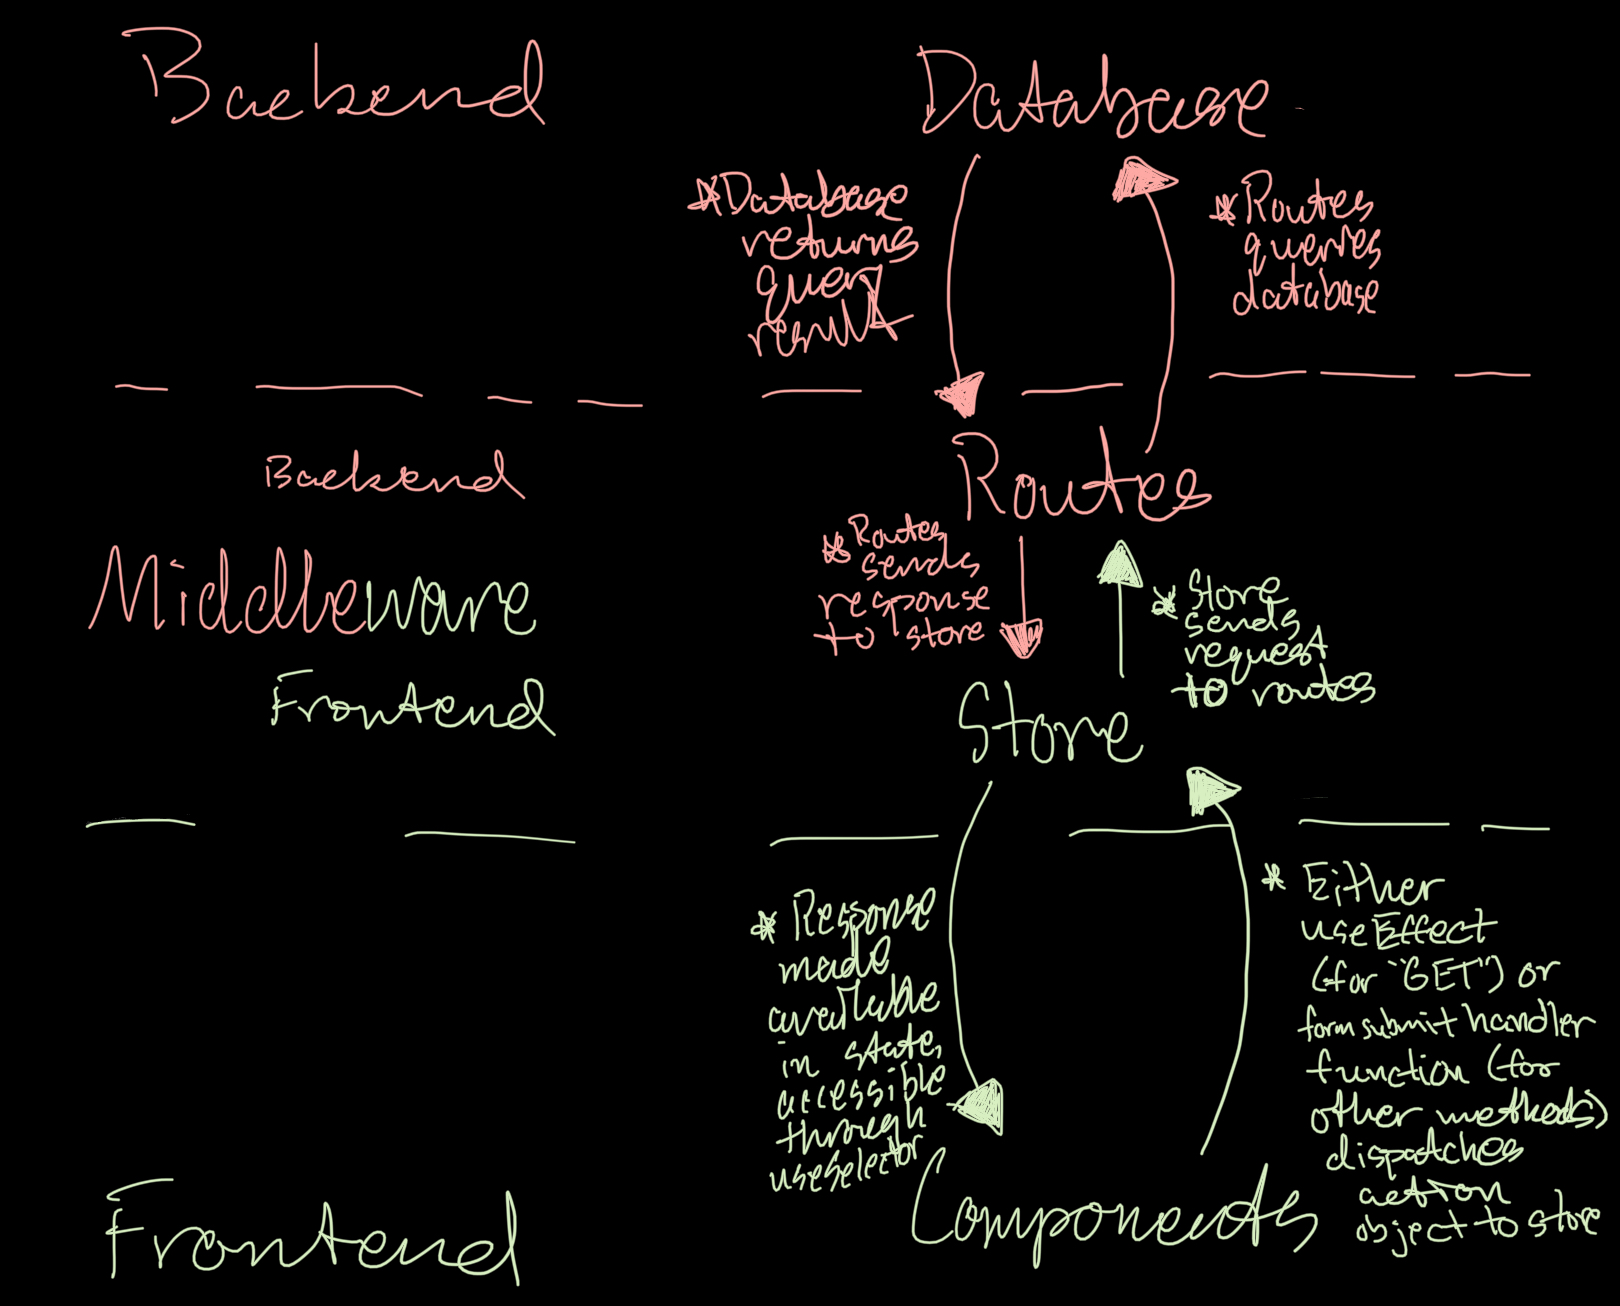 Backend
Database
*Database
returns
query
result
*Routes
queries
database
Backend
Middleware
Frontend
Routes
*Routes
sends
response
to store
*Store
sends
request
to routes
Store
*Response
made
available
in state,
accessible
through
useSelector
* Either
useEffect
(for "GET") or
form submit handler
function (for
other methods)
dispatches
action
object to store
Frontend
Components